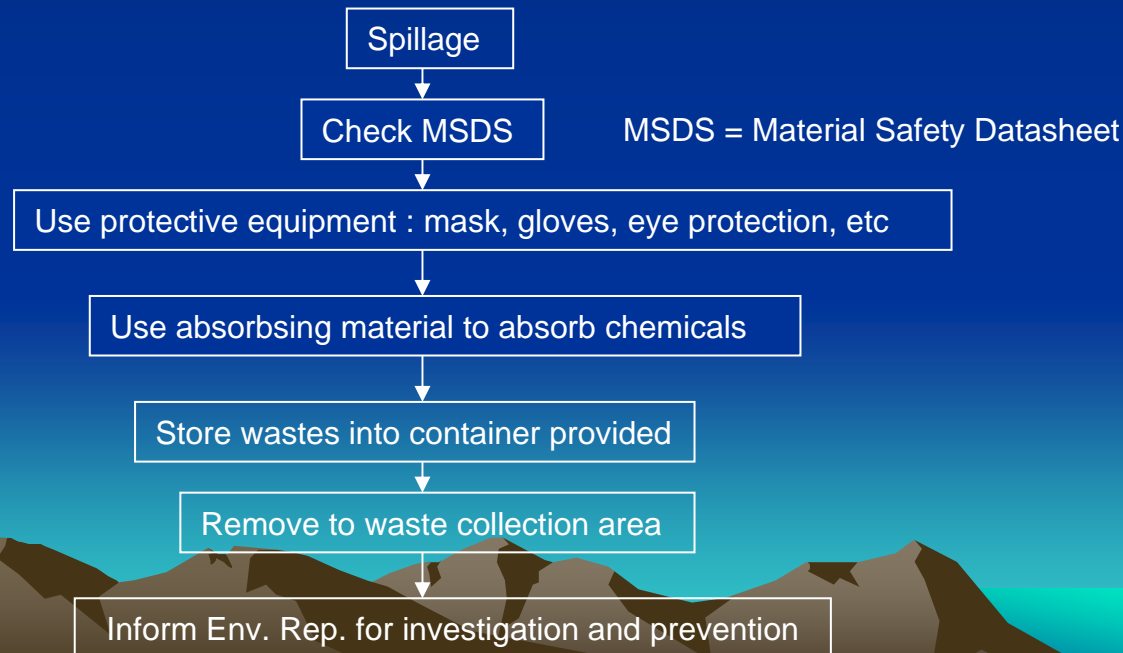 Spillage
Check MSDS
MSDS = Material Safety Datasheet
Use protective equipment : mask, gloves, eye protection, etc
Use absorbsing material to absorb chemicals
Store wastes into container provided
Remove to waste collection area
Inform Env. Rep. for investigation and prevention